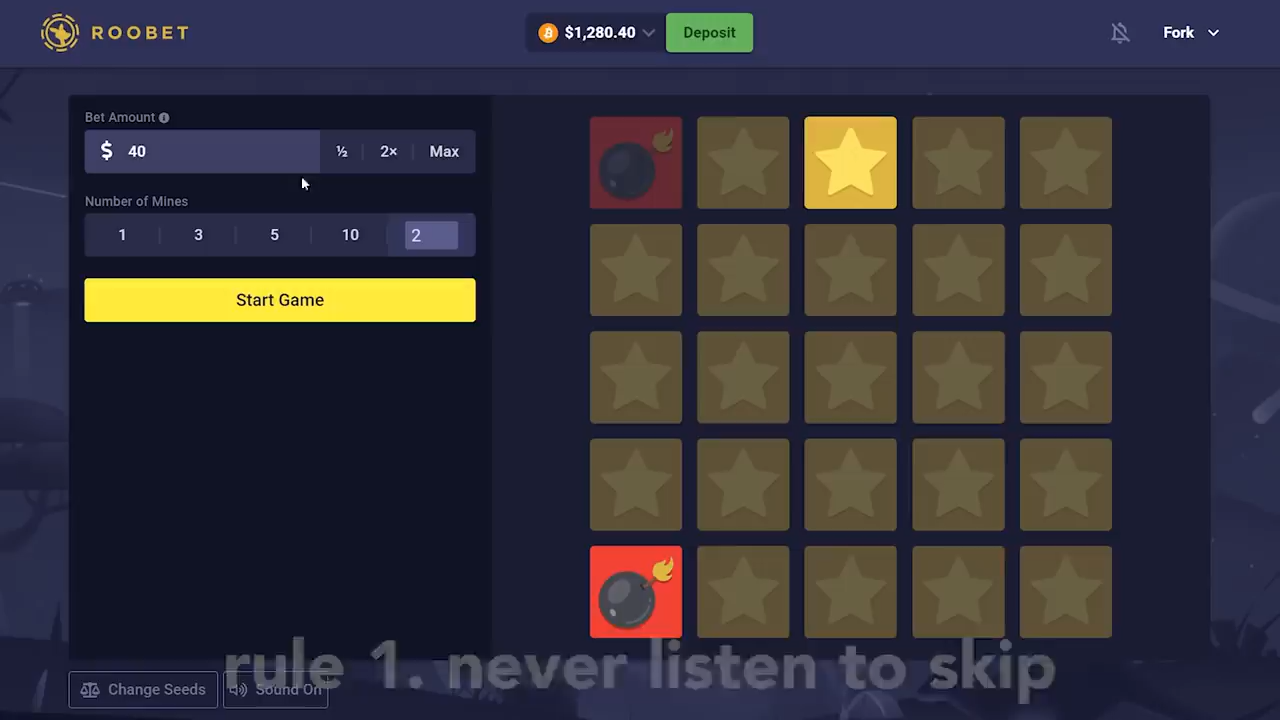 ROOBET
$1,280.40
Deposit
Fork
Bet Amount
$ 40
½
2×
Max
Number of Mines
1
3
5
10
2
Start Game
rule 1. never listen to skip
Change Seeds
Sound On